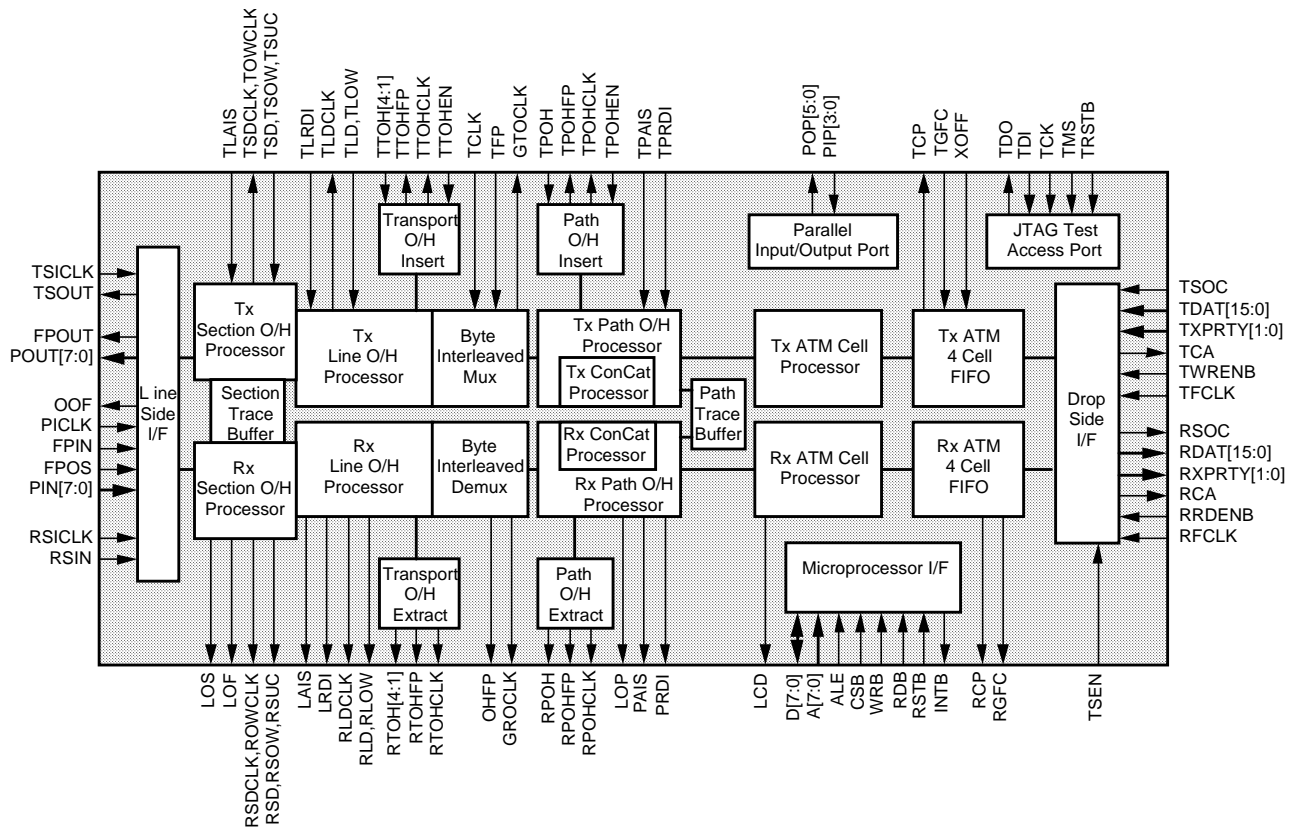 TLAIS
TSDCLK,TOWCLK
TSD,TSOW,TSUC
TLRDI
TLDCLK
TLD,TLOW
TTOH[4:1]
TTOHFP
TTOHCLK
TTOHEN
TCLK
TFP
GTOCLK
TPOH
TPOHFP
TPOHCLK
TPOHEN
TPAIS
TPRDI
POP[5:0]
PIP[3:0]
TCP
TGFC
XOFF
TDO
TDI
TCK
TMS
TRSTB
Transport
O/H
Insert
Path
O/H
Insert
Parallel
Input/Output Port
JTAG Test
Access Port
TSICLK
TSOUT
FPOUT
POUT[7:0]
OOF
PICLK
FPIN
FPOS
PIN[7:0]
RSICLK
RSIN
Line
Side
I/F
Tx
Section O/H
Processor
Section
Trace
Buffer
Rx
Section O/H
Processor
Tx
Line O/H
Processor
Byte
Interleaved
Mux
Tx Path O/H
Processor
Tx ConCat
Processor
Path
Trace
Buffer
Tx ATM Cell
Processor
Tx ATM
4 Cell
FIFO
Rx
Line O/H
Processor
Byte
Interleaved
Demux
Rx ConCat
Processor
Rx Path O/H
Processor
Rx ATM Cell
Processor
Rx ATM
4 Cell
FIFO
Drop
Side
I/F
TSOC
TDAT[15:0]
TXPRTY[1:0]
TCA
TWRENB
TFCLK
RSOC
RDAT[15:0]
RXPRTY[1:0]
RCA
RRDENB
RFCLK
Transport
O/H
Extract
Path
O/H
Extract
Microprocessor I/F
LOS
LOF
RSDCLK,ROWCLK
RSD,RSOW,RSUC
LAIS
LRDI
RLDCLK
RLD,RLOW
RTOH[4:1]
RTOHFP
RTOHCLK
OHFP
GROCLK
RPOH
RPOHFP
RPOHCLK
LOP
PAIS
PRDI
LCD
D[7:0]
A[7:0]
ALE
CSB
WRB
RDB
RSTB
INTB
RCP
RGFC
TSEN